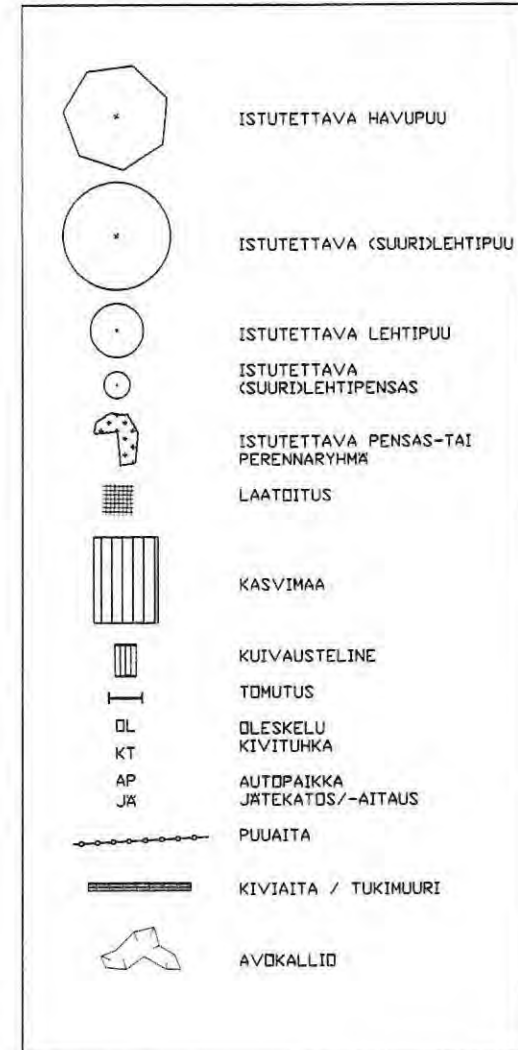 ISTUTETTAVA HAVUPUU
ISTUTETTAVA (SUURI)LEHTIPUU
ISTUTETTAVA LEHTIPUU
ISTUTETTAVA
(SUURI)LEHTIPENSAS
ISTUTETTAVA PENSAS-TAI
PERENNARYHMÄ
LAATOITUS
KASVIMAA
KUIVAUSTELINE
TOMUTUS
OL OLESKELU
KT KIVITUHKA
AP AUTOPAIKKA
JÄ JÄTEKATOS/-AITAUS
PUUAITA
KIVIAITA / TUKIMUURI
AVOKALLIO